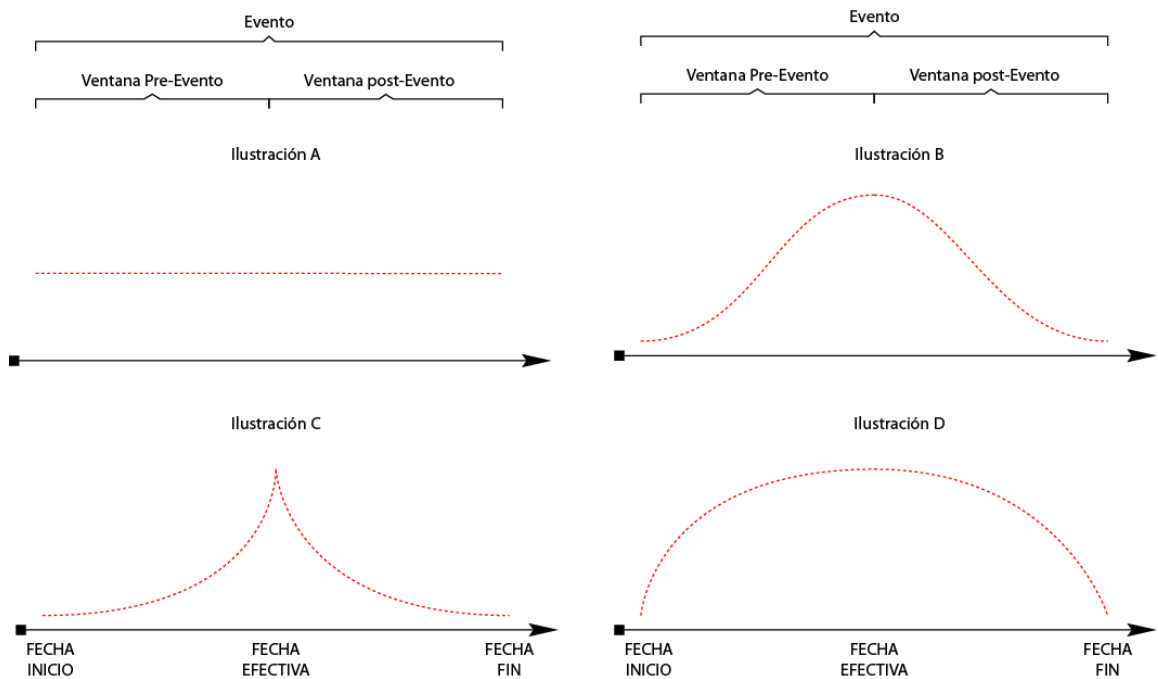 Evento
Ventana Pre-Evento
Ventana post-Evento
Ilustración A
Evento
Ventana Pre-Evento
Ventana post-Evento
Ilustración B
Ilustración C
FECHA
INICIO
FECHA
EFECTIVA
FECHA
FIN
Ilustración D
FECHA
INICIO
FECHA
EFECTIVA
FECHA
FIN